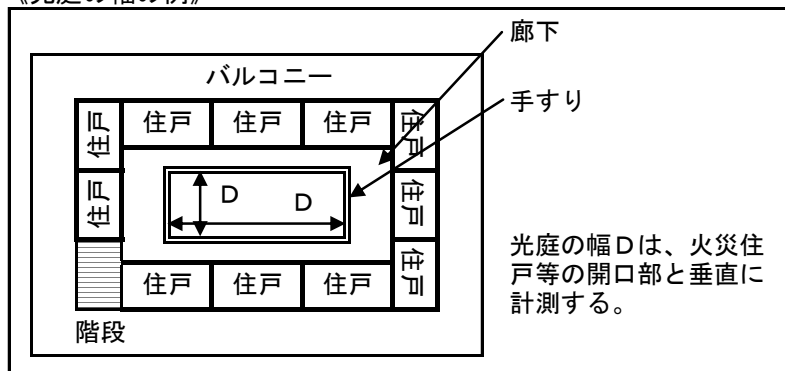 《光庭の幅の例》
廊下
バルコニー
手すり
住戸 住戸 住戸 住戸 住戸
住戸 D D 住戸
住戸 住戸 住戸 住戸
階段
光庭の幅Dは、火災住
戸等の開口部と垂直に
計測する。